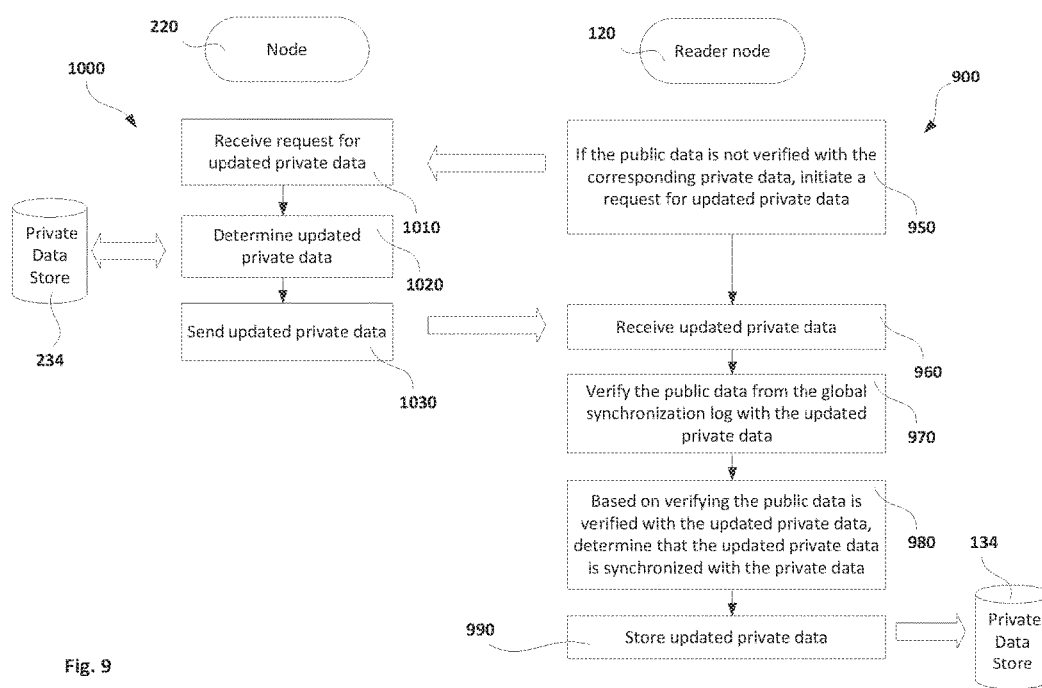 220
Node
120
Reader node
1000
900
Receive request for
updated private data
1010
If the public data is not verified with the
corresponding private data, initiate a
request for updated private data
950
Private
Data
Store
234
Determine updated
private data
1020
Send updated private data
1030
Receive updated private data
960
Verify the public data from the global
synchronization log with the updated
private data
970
Based on verifying the public data is
verified with the updated private data,
determine that the updated private data
is synchronized with the private data
980
134
990
Store updated private data
Private
Data
Store
Fig. 9